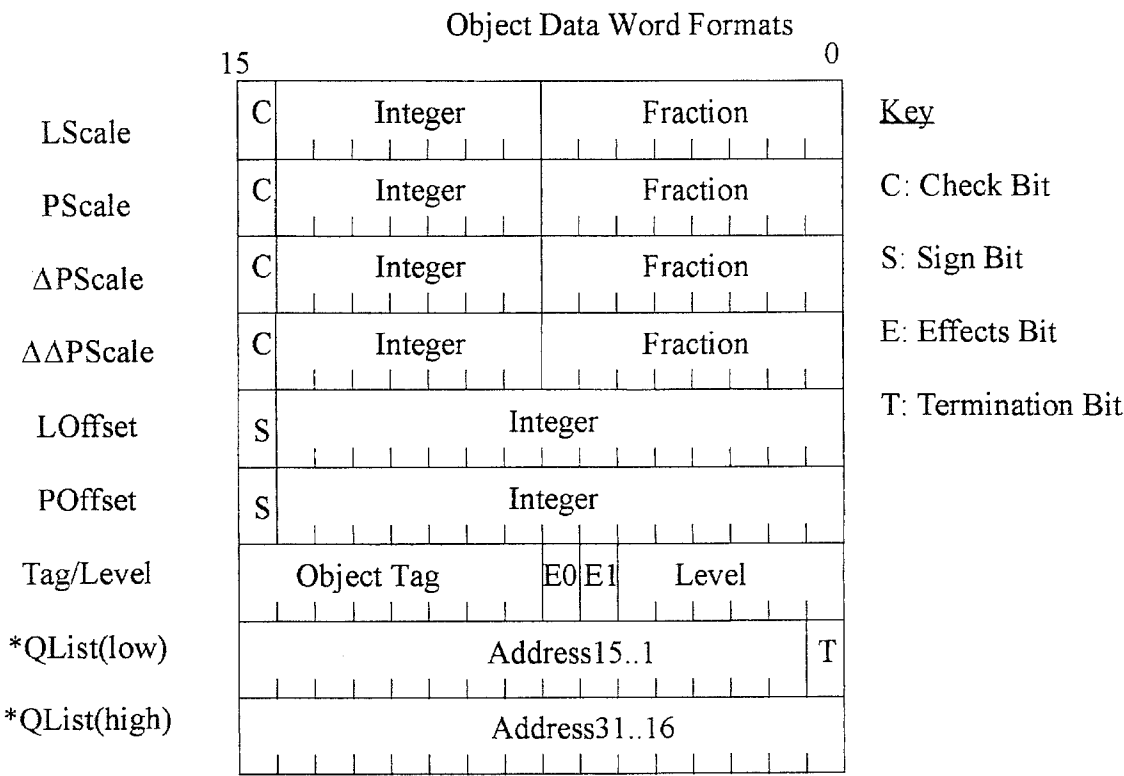 Object Data Word Formats
15 0
LScale C Integer Fraction
Key
PScale C Integer Fraction
C: Check Bit
ΔPScale C Integer Fraction
S: Sign Bit
ΔΔPScale C Integer Fraction
E: Effects Bit
LOffset S Integer
T: Termination Bit
POffset S Integer
Tag/Level Object Tag E0 E1 Level
*QList(low) Address15..1 T
*QList(high) Address31..16